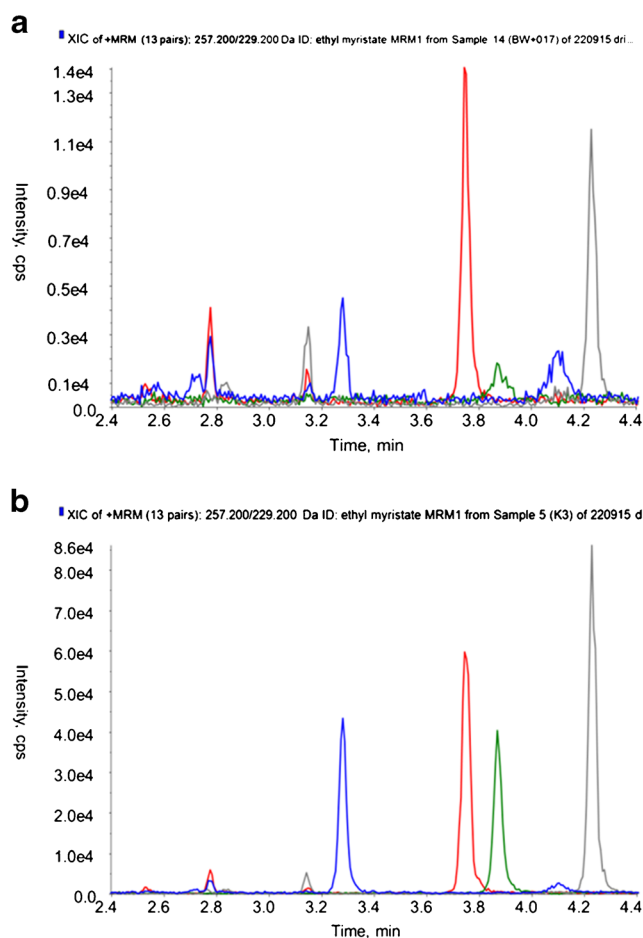 a
XIC of +MRM (13 pairs): 257.200/229.200 Da ID: ethyl myristate MRM1 from Sample 14 (BW+017) of 220915 dri...
1.4e4
1.3e4
1.1e4
0.9e4
0.7e4
0.5e4
0.3e4
0.1e4
0.0
Intensity, cps
2.4 2.6 2.8 3.0 3.2 3.4 3.6 3.8 4.0 4.2 4.4
Time, min
b
XIC of +MRM (13 pairs): 257.200/229.200 Da ID: ethyl myristate MRM1 from Sample 5 (K3) of 220915 d
8.6e4
8.0e4
7.0e4
6.0e4
5.0e4
4.0e4
3.0e4
2.0e4
1.0e4
0.0
Intensity, cps
2.4 2.6 2.8 3.0 3.2 3.4 3.6 3.8 4.0 4.2 4.4
Time, min